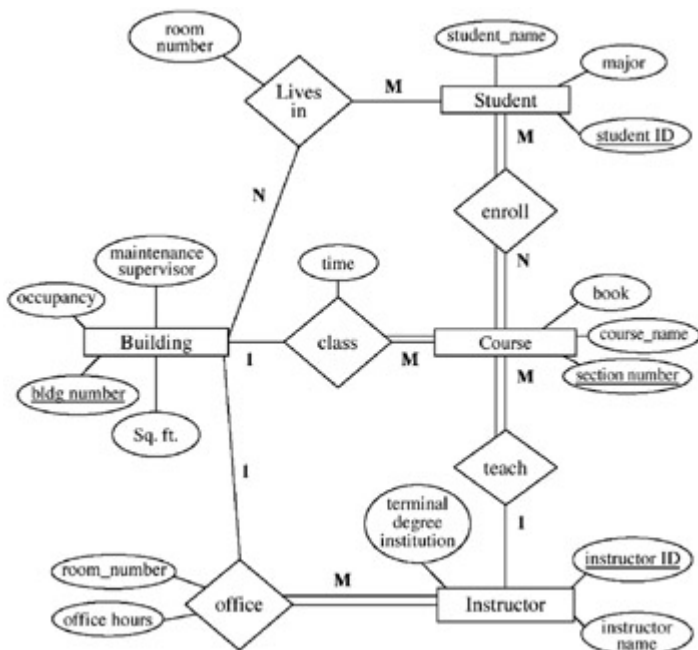 room
number
student_name
major
Lives
in
M
Student
M
student ID
enroll
N
N
maintenance
supervisor
time
book
occupancy
course_name
Building
1
class
M
Course
M
section number
bldg number
Sq. ft.
teach
1
terminal
degree
institution
1
instructor ID
room_number
M
office
Instructor
office hours
instructor
name